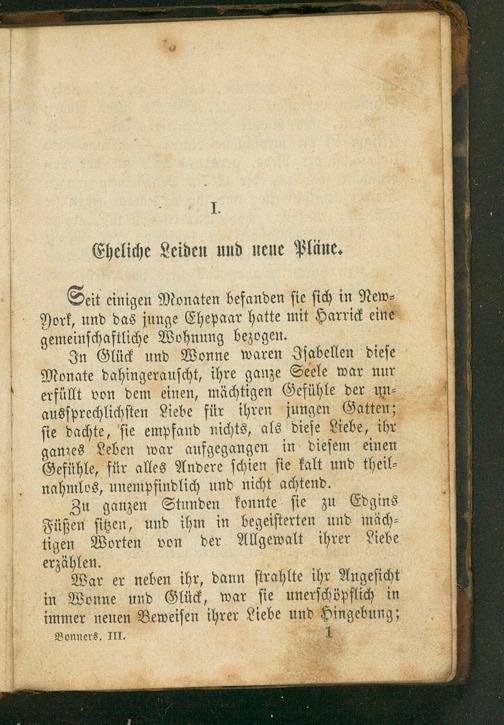 I.
Eheliche Leiden und neue Pläne.
Seit einigen Monaten befanden sie sich in New-
York, und das junge Ehepaar hatte mit Harrick eine
gemeinschaftliche Wohnung bezogen.
In Glück und Wonne waren Isabellen diese
Monate dahingerauscht, ihre ganze Seele war nur
erfüllt von dem einen, mächtigen Gefühle der un-
aussprechlichsten Liebe für ihren jungen Gatten;
sie dachte, sie empfand nichts, als diese Liebe, ihr
ganzes Leben war aufgegangen in diesem einen
Gefühle, für alles Andere schien sie kalt und theil-
nahmlos, unempfindlich und nicht achtend.
Zu ganzen Stunden konnte sie zu Edgins
Füßen sitzen, und ihm in begeisterten und mäch-
tigen Worten von der Allgewalt ihrer Liebe
erzählen.
War er neben ihr, dann strahlte ihr Angesicht
in Wonne und Glück, war sie unerschöpflich in
immer neuen Beweisen ihrer Liebe und Hingebung;
Bonners. III. 1